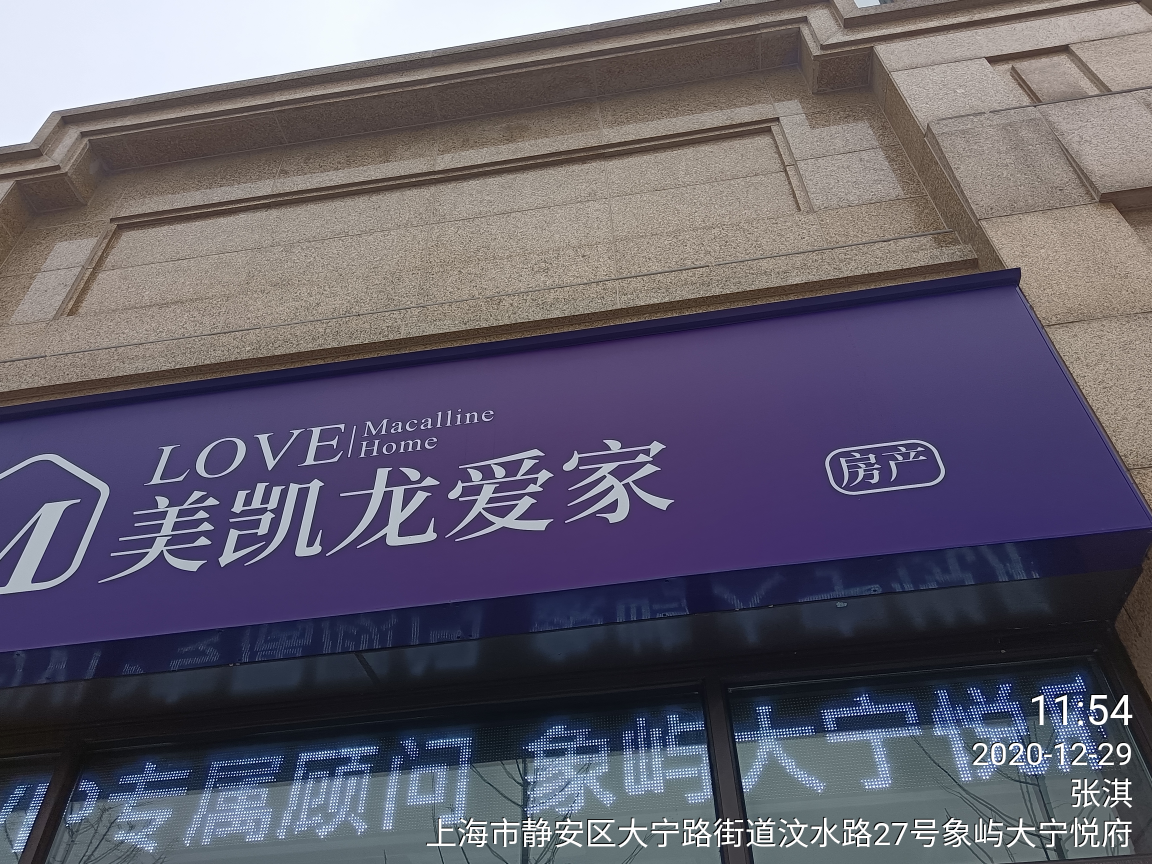 LOVE
Macalline
Home
美凯龙爱家
房产
M
专属顾问 象屿大宁悦
11:54
2020-12-29
张淇
上海市静安区大宁路街道汶水路27号象屿大宁悦府